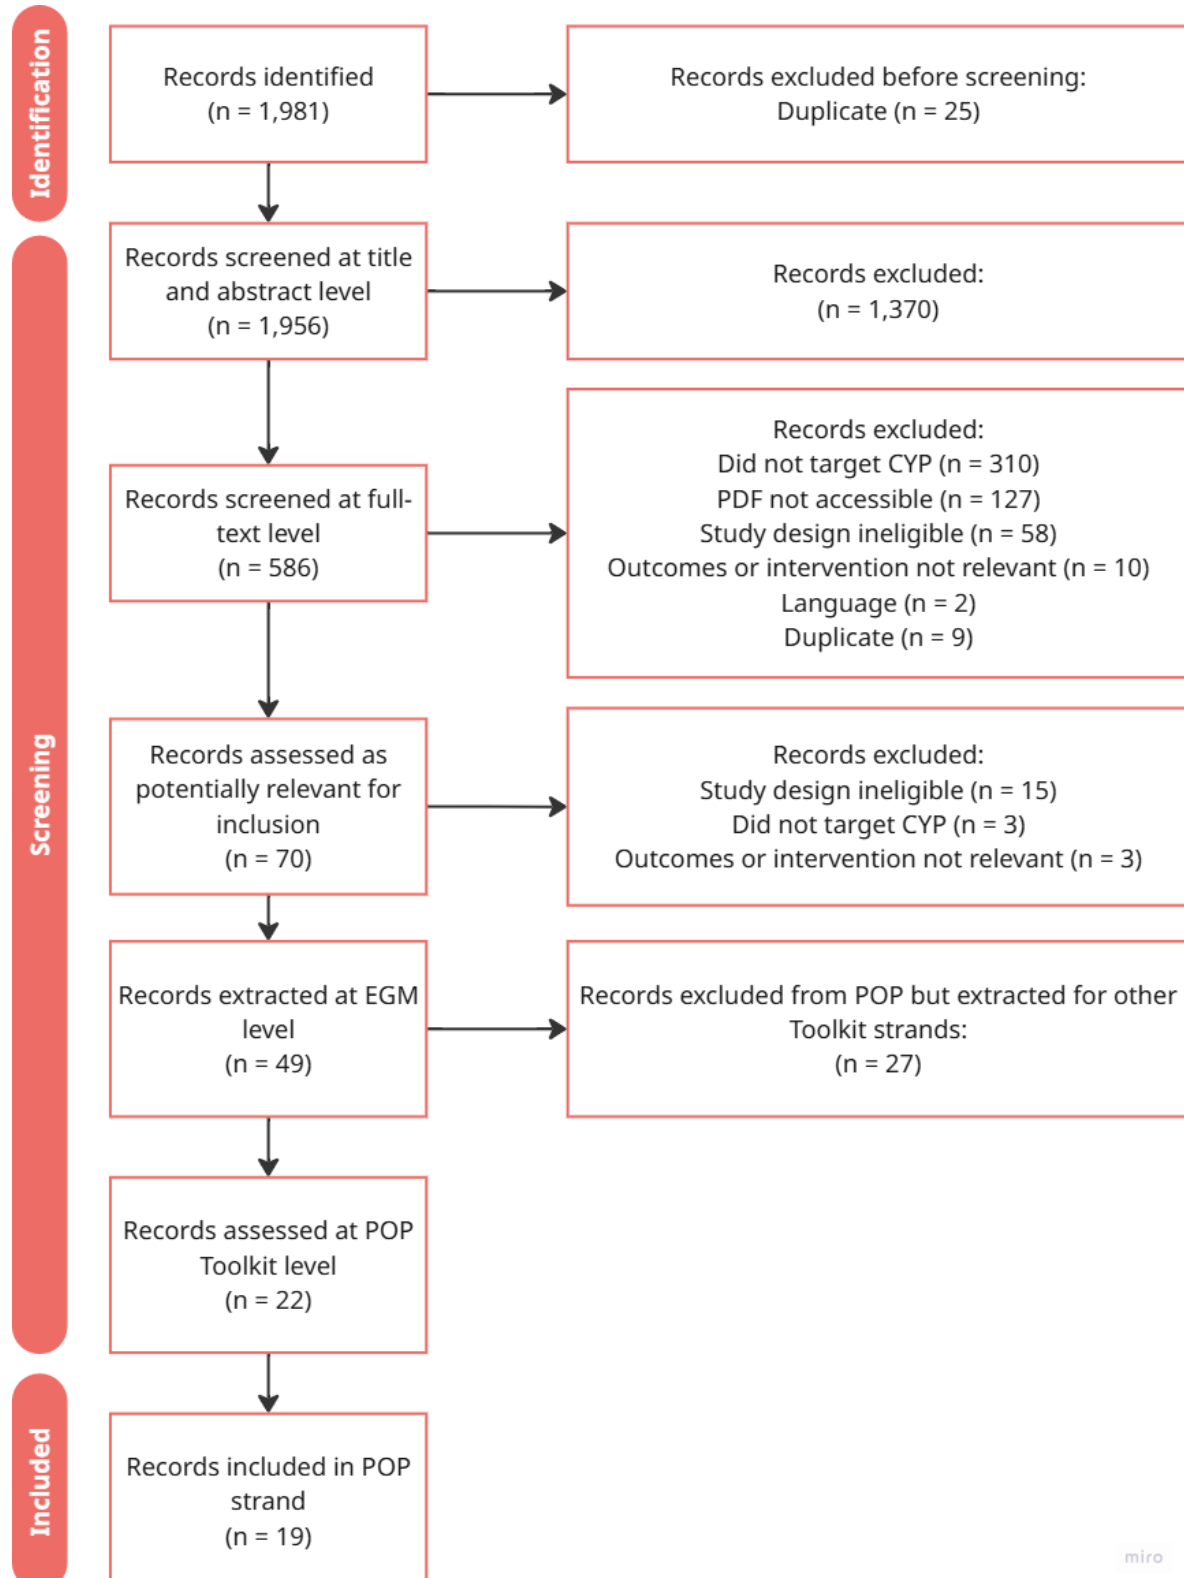 Identification
Records identified
(n = 1,981)
Records excluded before screening:
Duplicate (n = 25)
Screening
Records screened at title
and abstract level
(n = 1,956)
Records excluded:
(n = 1,370)
Records screened at full-
text level
(n = 586)
Records excluded:
Did not target CYP (n = 310)
PDF not accessible (n = 127)
Study design ineligible (n = 58)
Outcomes or intervention not relevant (n = 10)
Language (n = 2)
Duplicate (n = 9)
Records assessed as
potentially relevant for
inclusion
(n = 70)
Records excluded:
Study design ineligible (n = 15)
Did not target CYP (n = 3)
Outcomes or intervention not relevant (n = 3)
Records extracted at EGM
level
(n = 49)
Records excluded from POP but extracted for other
Toolkit strands:
(n = 27)
Records assessed at POP
Toolkit level
(n = 22)
Included
Records included in POP
strand
(n = 19)
miro